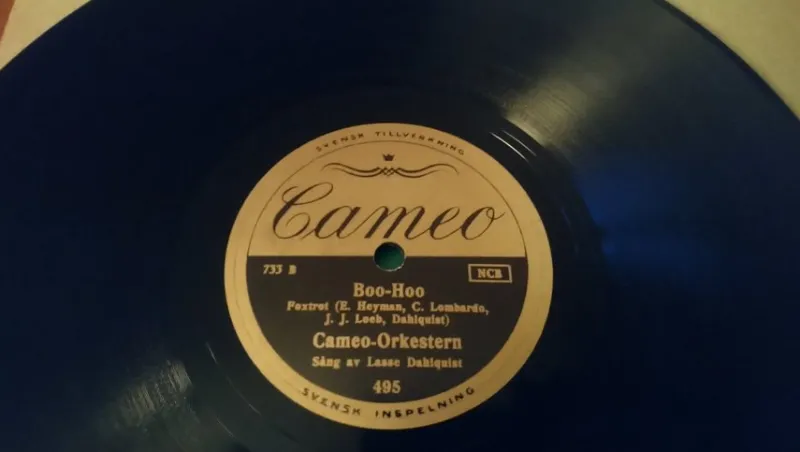 SVENSK TILLVERKNING
Cameo
733 B
NCB
Boo-Hoo
Foxtrot (E. Heyman, C. Lombardo,
J. J. Loeb, Dahlquist)
Cameo-Orkestern
Sång av Lasse Dahlquist
495
SVENSK INSPELNING